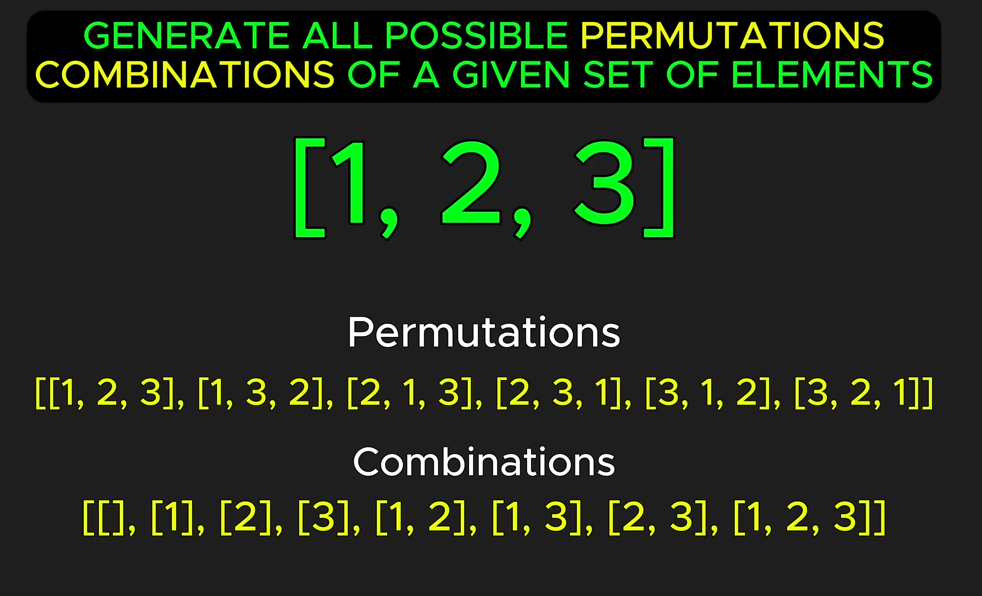 GENERATE ALL POSSIBLE PERMUTATIONS
COMBINATIONS OF A GIVEN SET OF ELEMENTS
[1, 2, 3]
Permutations
[[1, 2, 3], [1, 3, 2], [2, 1, 3], [2, 3, 1], [3, 1, 2], [3, 2, 1]]
Combinations
[[], [1], [2], [3], [1, 2], [1, 3], [2, 3], [1, 2, 3]]